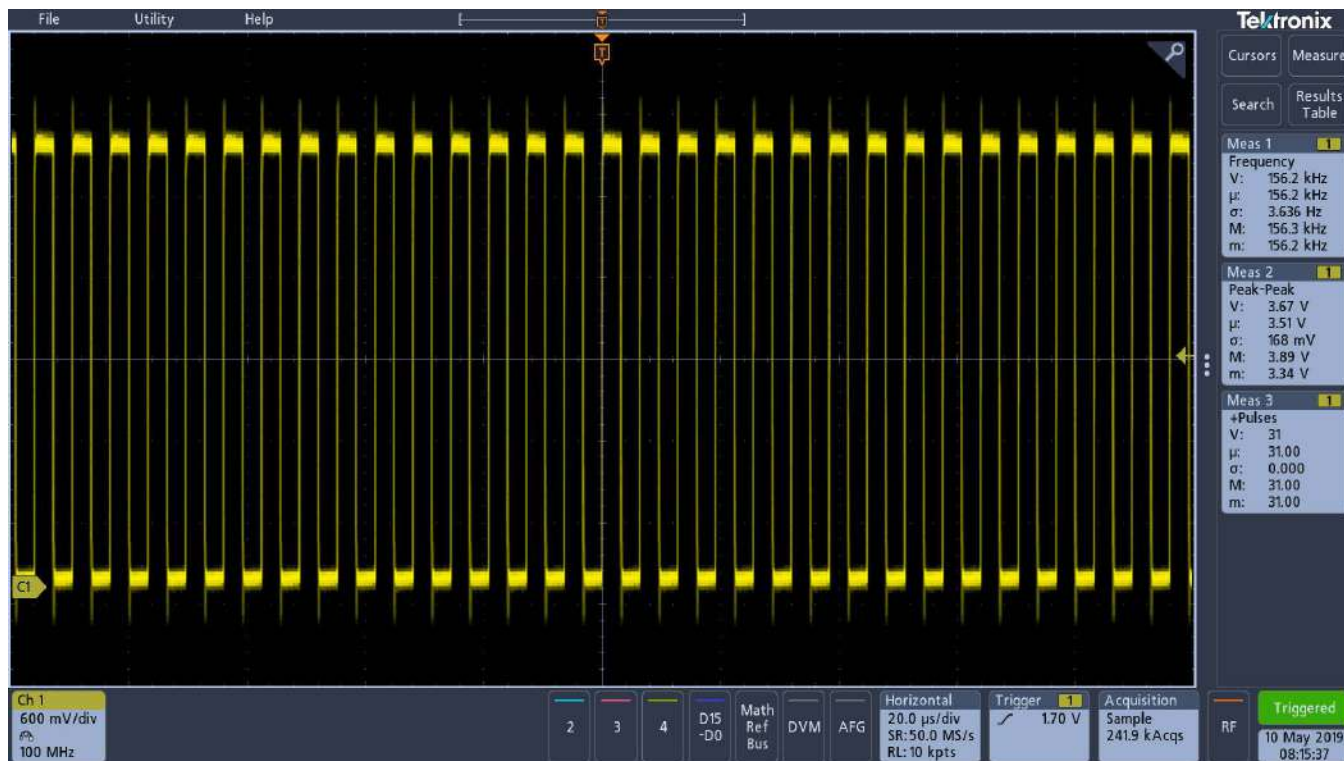 File Utility Help
[ T ]
Tektronix
T
Cursors Measure
Search Results Table
Meas 1 1
Frequency
V: 156.2 kHz
μ: 156.2 kHz
σ: 3.636 Hz
M: 156.3 kHz
m: 156.2 kHz
Meas 2 1
Peak-Peak
V: 3.67 V
μ: 3.51 V
σ: 168 mV
M: 3.89 V
m: 3.34 V
Meas 3 1
+Pulses
V: 31
μ: 31.00
σ: 0.000
M: 31.00
m: 31.00
C1
Ch 1
600 mV/div
100 MHz
2 3 4
D15
-D0
Math
Ref
Bus
DVM AFG
Horizontal
20.0 μs/div
SR:50.0 MS/s
RL:10 kpts
Trigger 1
1.70 V
Acquisition
Sample
241.9 kAcqs
RF
Triggered
10 May 2019
08:15:37